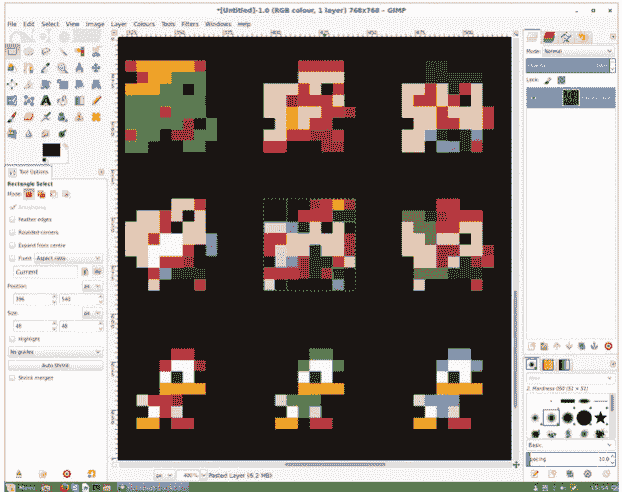 *[Untitled]-1.0 (RGB colour, 1 layer) 768x768 – GIMP
File Edit Select View Image Layer Colours Tools Filters Windows Help
Tool Options
Rectangle Select
Mode:
Feather edges
Rounded corners
Expand from centre
Fixed Aspect ratio
Current
Position: px
396 540
Size: px
48 48
Highlight
No guides
Auto Shrink
Shrink merged
Mode: Normal
Lock:
2. Hardness 050 (51 × 51)
Basic
Spacing 10.0
px 400% Pasted Layer (9.2 MB)
Menu